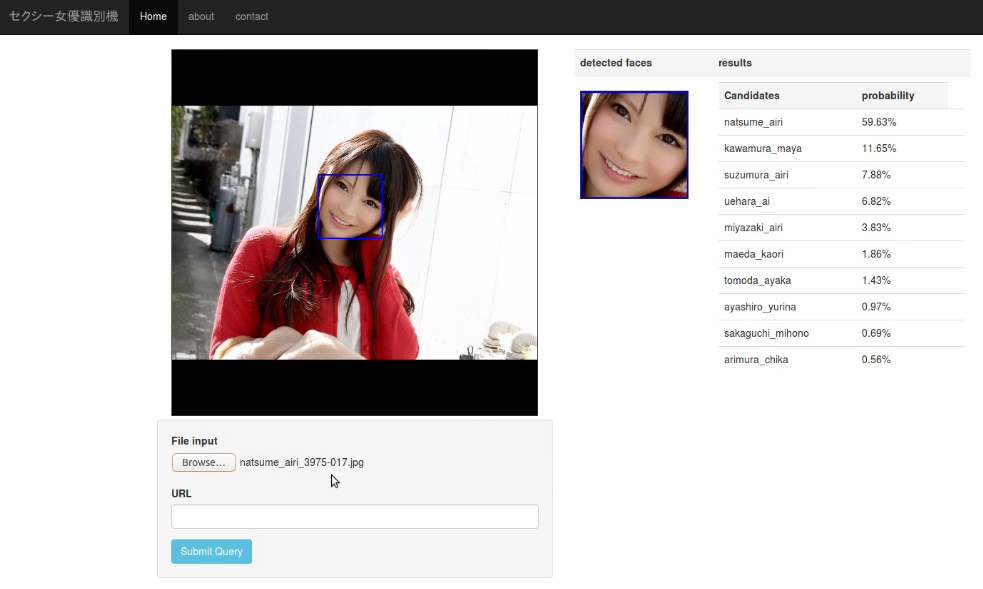 セクシー女優識別機 Home about contact
detected faces results
Candidates probability
natsume_airi 59.63%
kawamura_maya 11.65%
suzumura_airi 7.88%
uehara_ai 6.82%
miyazaki_airi 3.83%
maeda_kaori 1.86%
tomoda_ayaka 1.43%
ayashiro_yurina 0.97%
sakaguchi_mihono 0.69%
arimura_chika 0.56%
File input
Browse... natsume_airi_3975-017.jpg
URL
Submit Query